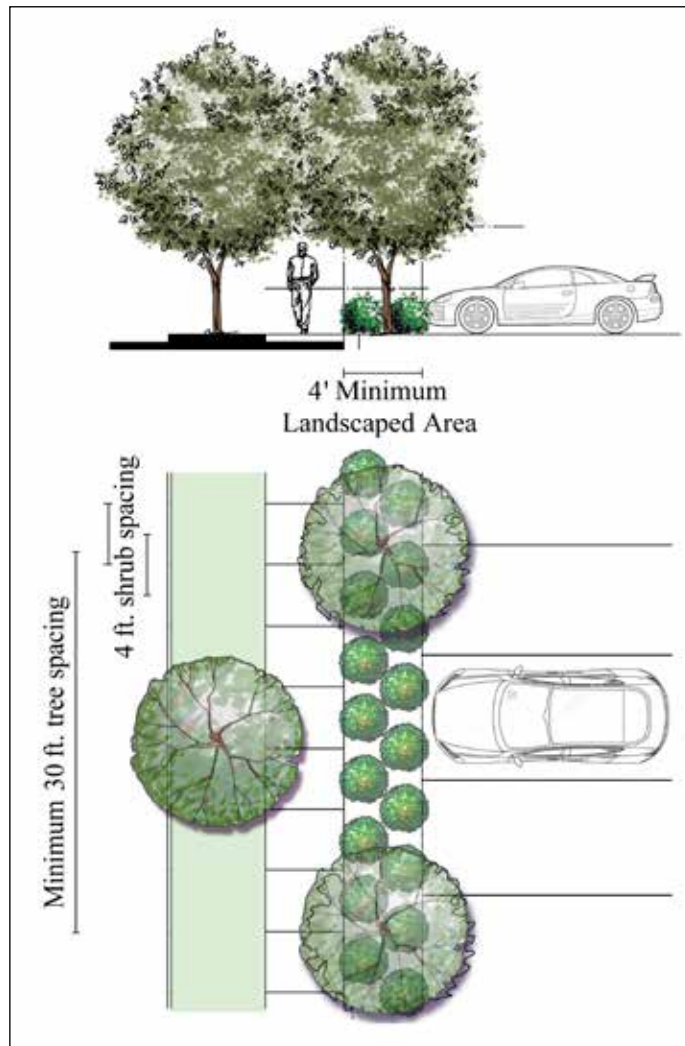 4' Minimum
Landscaped Area
4 ft. shrub spacing
Minimum 30 ft. tree spacing